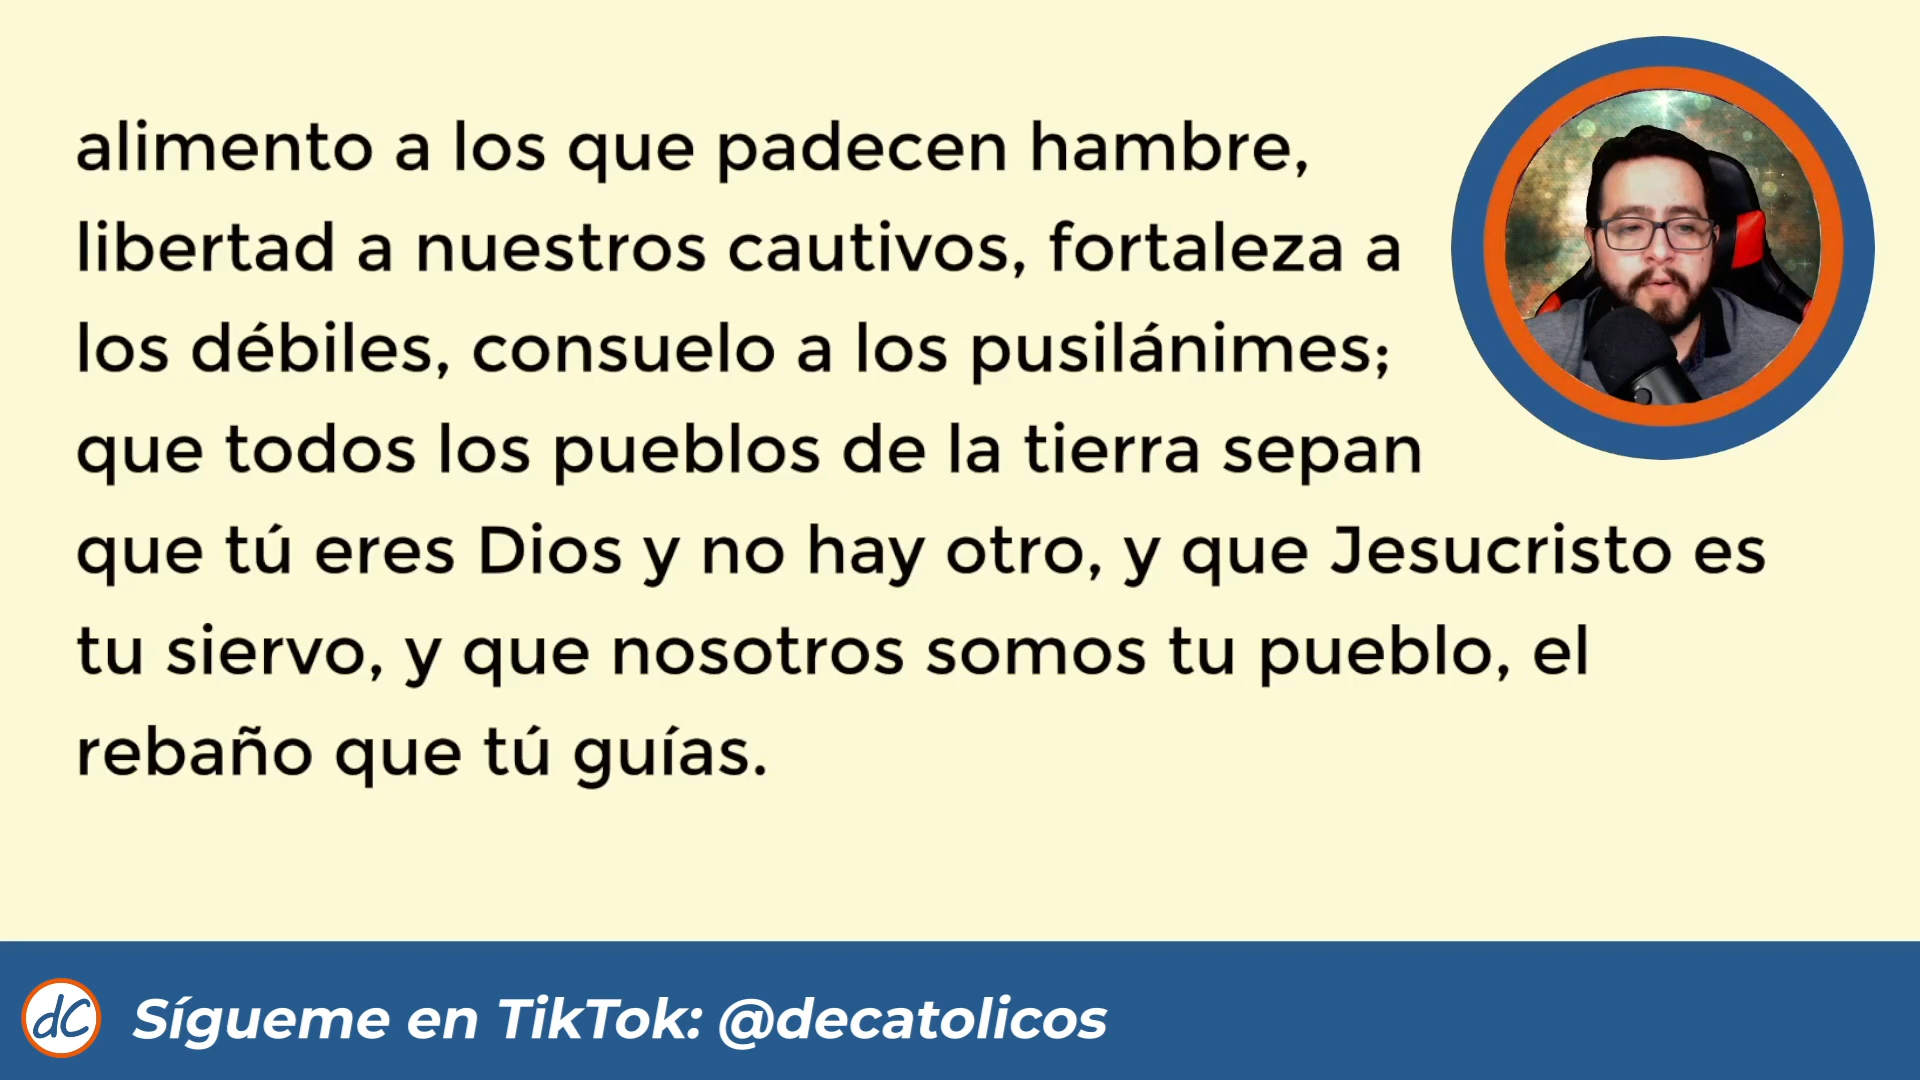 alimento a los que padecen hambre,
libertad a nuestros cautivos, fortaleza a
los débiles, consuelo a los pusilánimes;
que todos los pueblos de la tierra sepan
que tú eres Dios y no hay otro, y que Jesucristo es
tu siervo, y que nosotros somos tu pueblo, el
rebaño que tú guías.
dC Sígueme en TikTok: @decatolicos